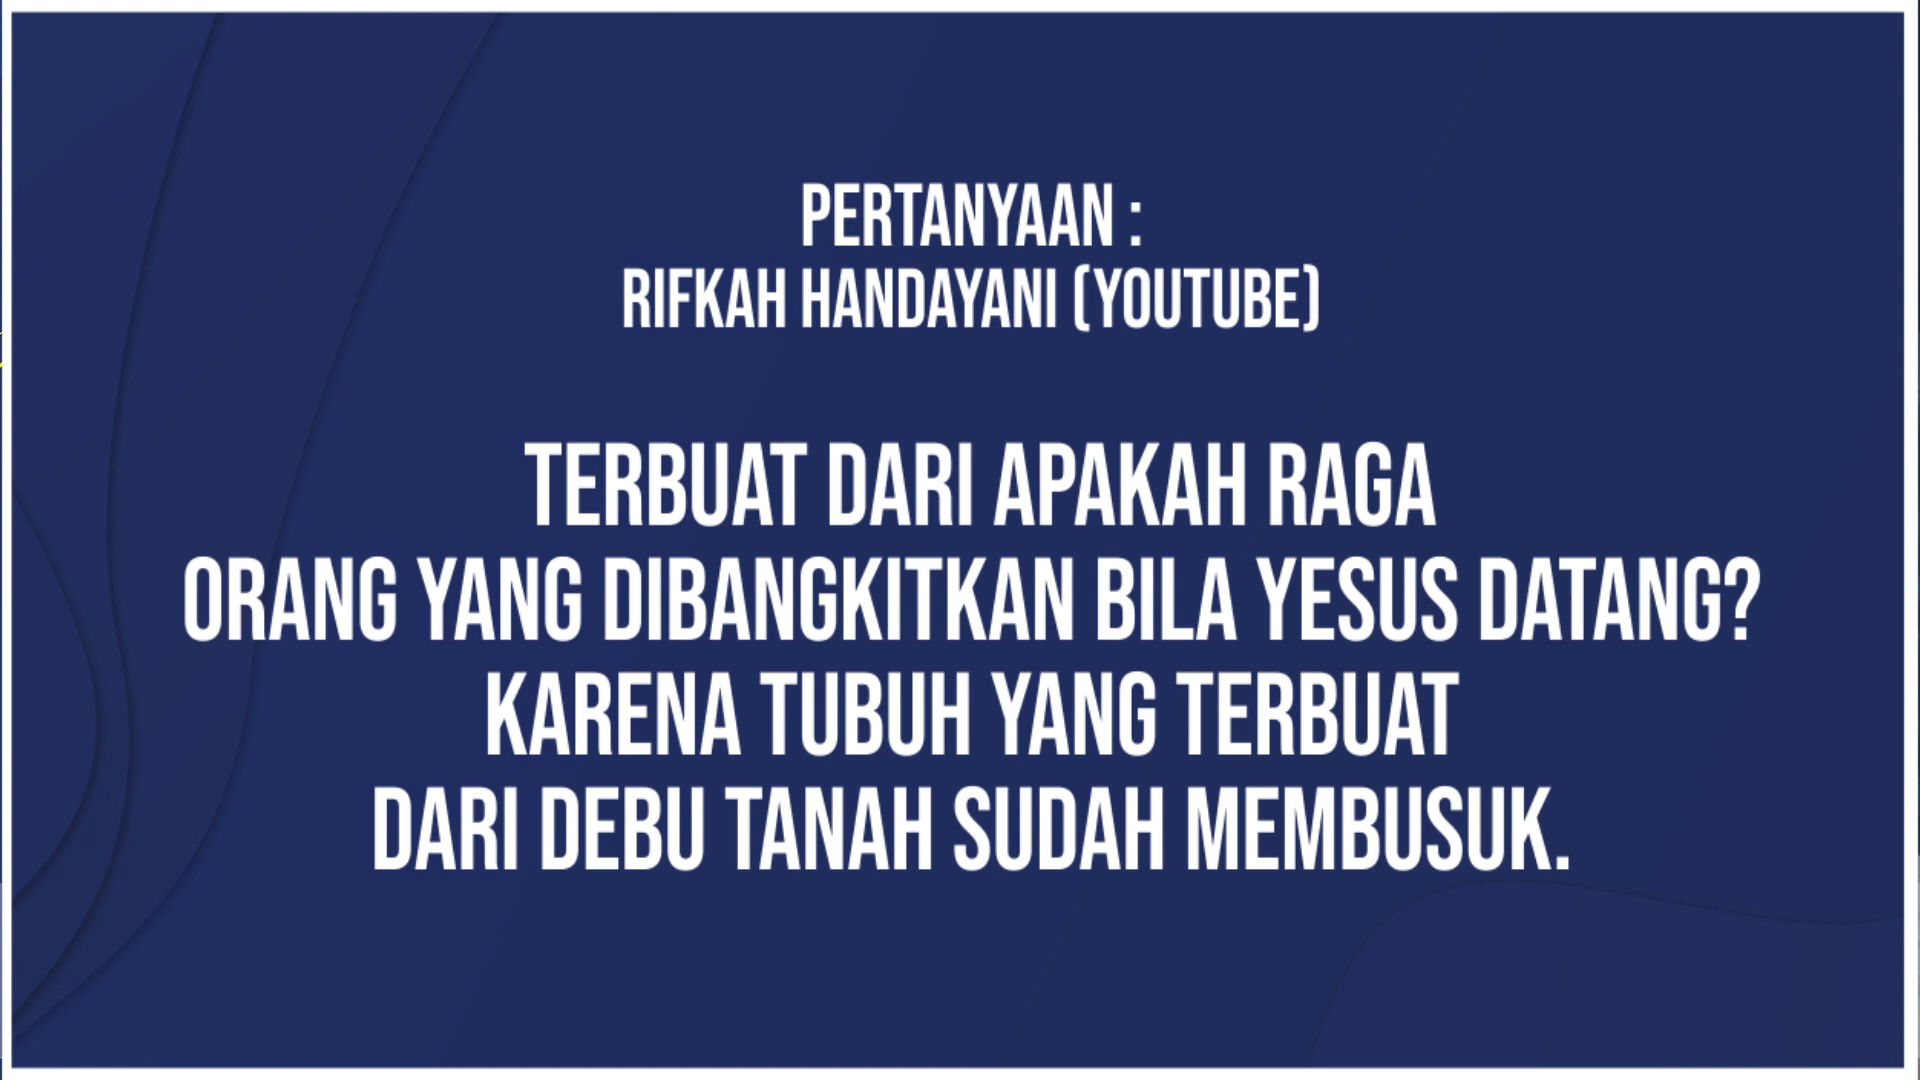 PERTANYAAN :
RIFKAH HANDAYANI (YOUTUBE)
TERBUAT DARI APAKAH RAGA
ORANG YANG DIBANGKITKAN BILA YESUS DATANG?
KARENA TUBUH YANG TERBUAT
DARI DEBU TANAH SUDAH MEMBUSUK.